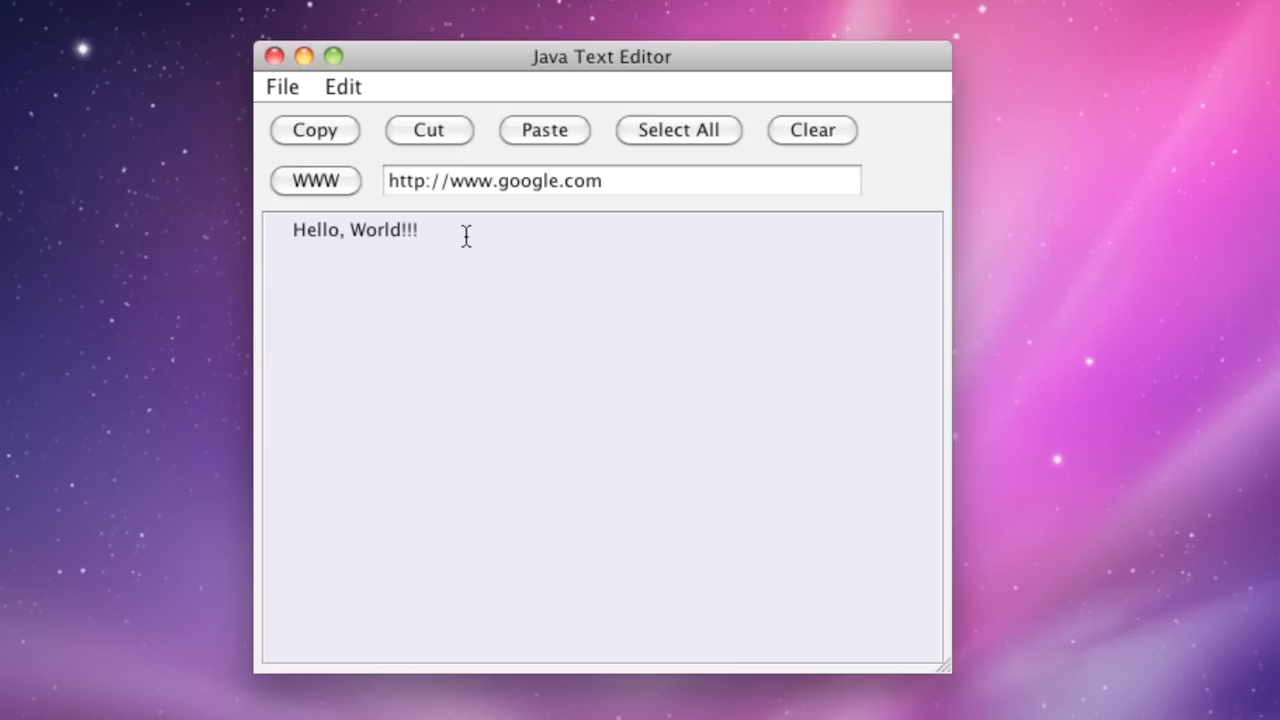 Java Text Editor
File Edit
Copy Cut Paste Select All Clear
WWW http://www.google.com
Hello, World!!!